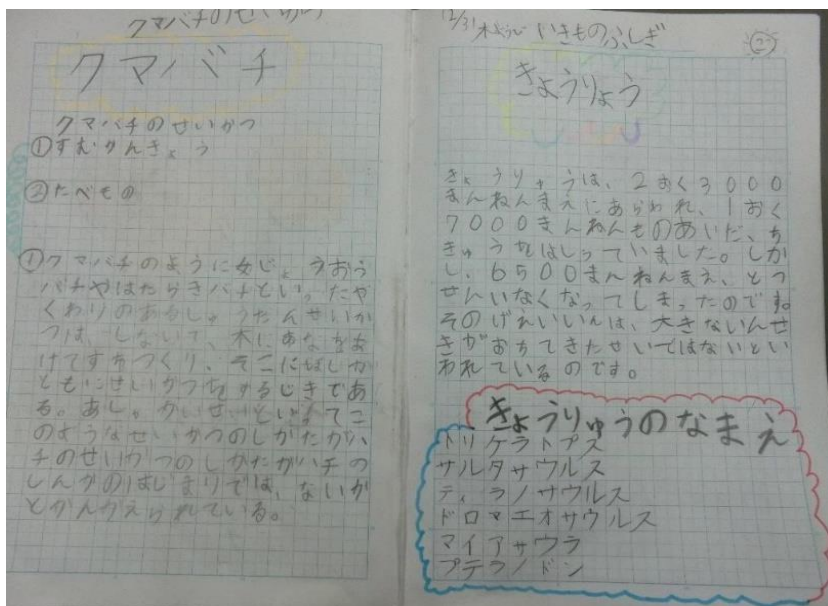 クマバチのせいかつ
クマバチ
クマバチのせいかつ
①すむかんきょう
②たべもの
①クマバチのように女じょうおう
バチやはたらきバチといったや
くわりのあるしゅうだんせいか
つは、しないで、木にあなをあ
けてすをつくり、そこに
ともにせいかつをするじきであ
る。あし。かいせいといってこ
のようなせいかつのしかたがハ
チのせいかつのしかたがハチの
しんかのはじまりでは、ないか
とかんがえられている。
12/31 木よう いきものふしぎ
②
きょうりょう
きょうりゅうは、2おく3000
まんねんまえにあらわれ、1おく
7000まんねんものあいだ、ち
きゅうをはしっていました。しか
し、6500まんねんまえ、とつ
ぜんいなくなってしまったのですね
そのげえいいんは、大きないんせ
きがおちてきたせいではないとい
われているのです。
きょうりゅうのなまえ
トリケラトプス
サルタサウルス
ティラノサウルス
ドロマエオサウルス
マイアサウラ
プテラノドン